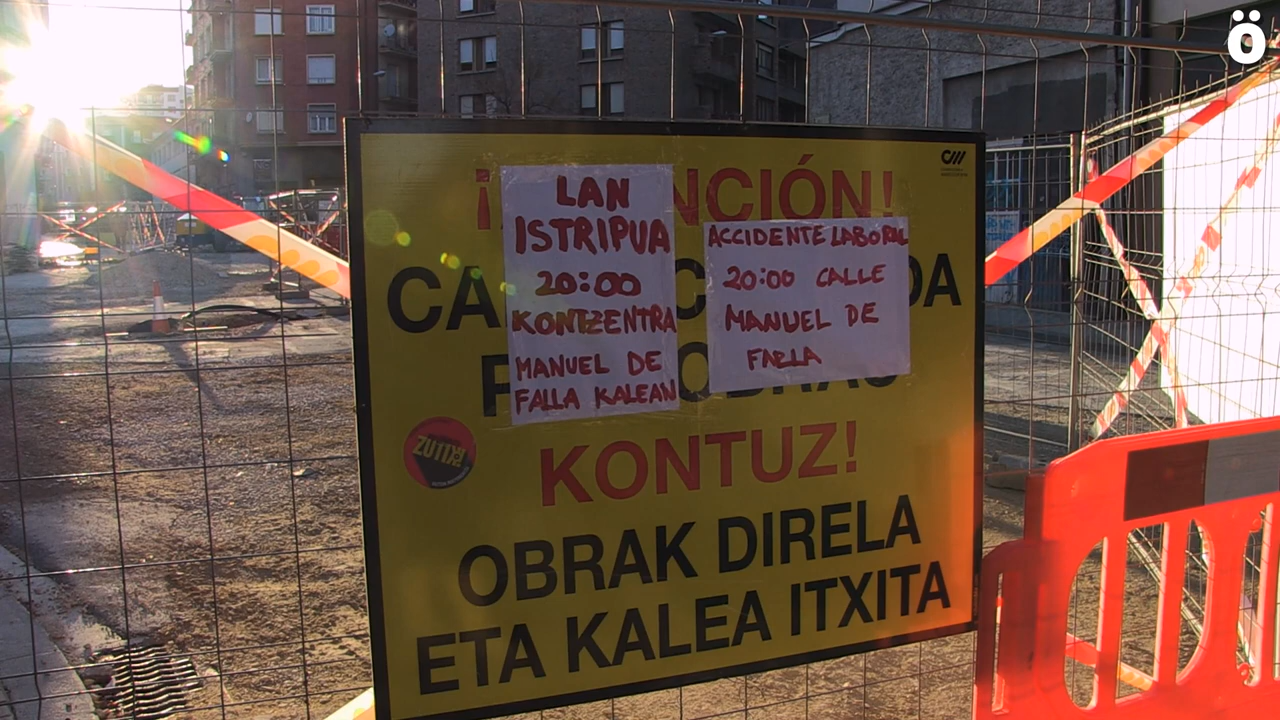 ¡
NCIÓN!
LAN
ISTRIPUA
20:00
KONTZENTRA
MANUEL DE
FALLA KALEAN
ACCIDENTE LABORAL
20:00 CALLE
MANUEL DE
FALLA
KONTUZ!
OBRAK DIRELA
ETA KALEA ITXITA
ö